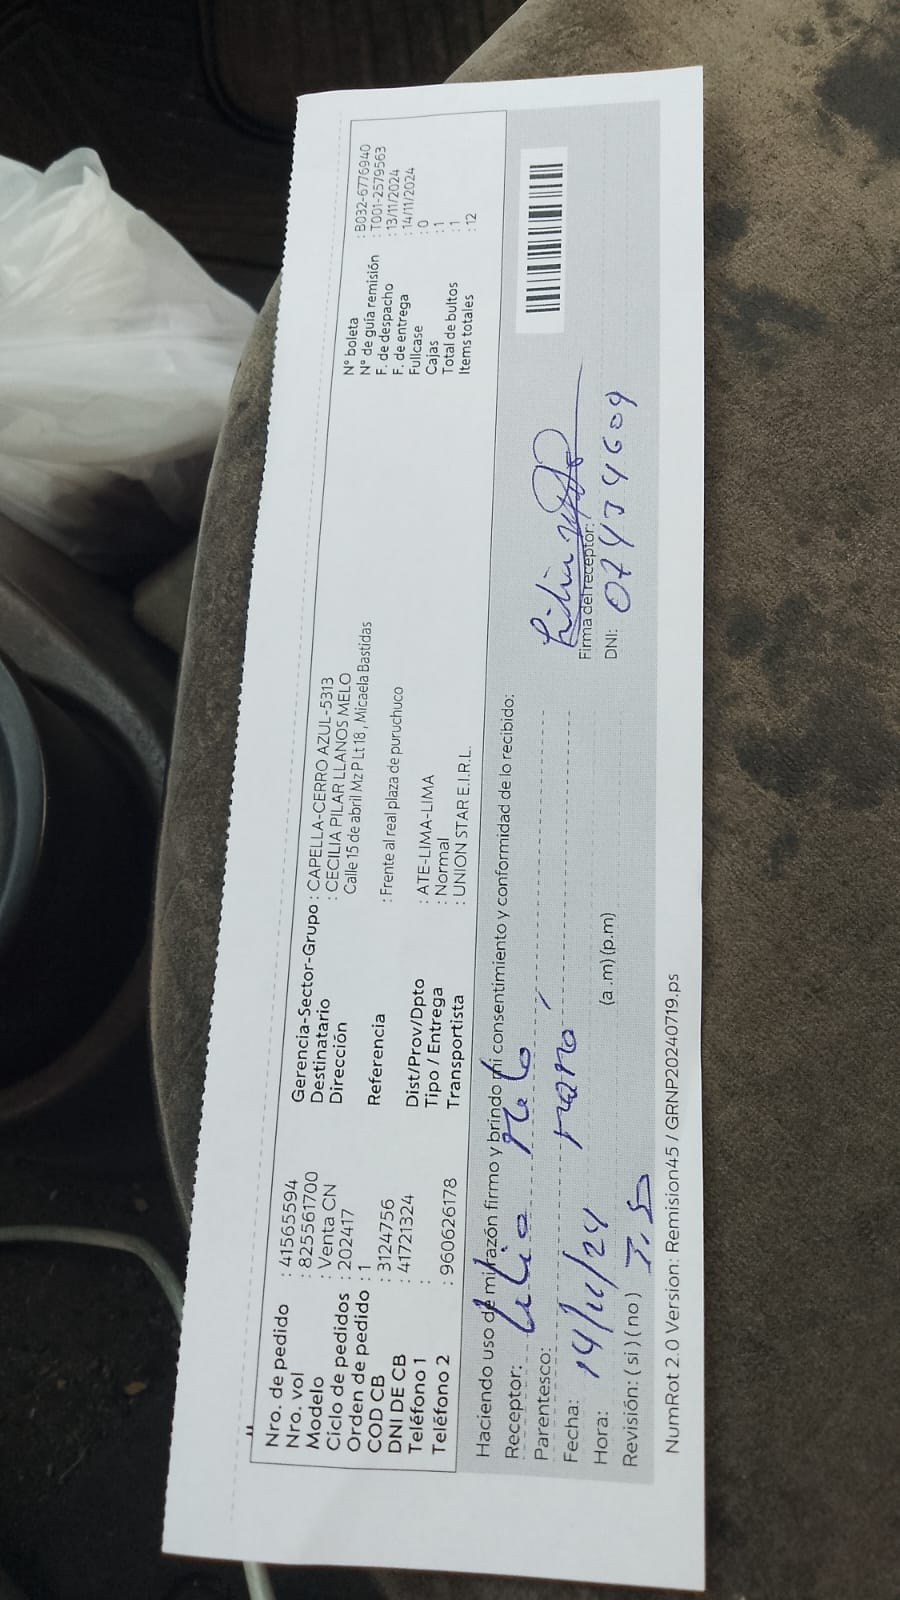 Nro. de pedido : 41565594
Nro. vol : 825561700
Modelo : Venta CN
Ciclo de pedidos : 202417
Orden de pedido : 1
COD CB : 3124756
DNI DE CB : 41721324
Teléfono 1 :
Teléfono 2 : 960626178
Gerencia-Sector-Grupo : CAPELLA-CERRO AZUL-5313
Destinatario : CECILIA PILAR LLANOS MELO
Dirección Calle 15 de abril Mz P Lt 18 , Micaela Bastidas
Referencia : Frente al real plaza de puruchuco
Dist/Prov/Dpto : ATE-LIMA-LIMA
Tipo / Entrega : Normal
Transportista : UNION STAR E.I.R.L.
N° boleta : B032-6776940
N° de guía remisión : T001-2579563
F. de despacho : 13/11/2024
F. de entrega : 14/11/2024
Fullcase : 0
Cajas : 1
Total de bultos : 1
Items totales : 12
Haciendo uso de mi razón firmo y brindo mi consentimiento y conformidad de lo recibido:
Receptor: Lilia Melo
Parentesco:
Fecha: 14/11/24
Hora: (a .m) (p.m)
Revisión: ( si ) ( no )
Lilia
Firma del receptor:
DNI: 07434609
NumRot 2.0 Version: Remision45 / GRNP20240719.ps